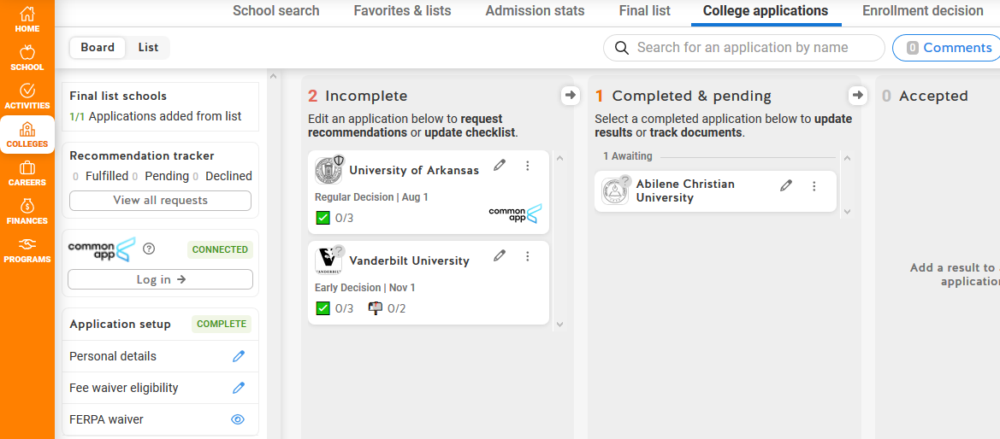 School search Favorites & lists Admission stats Final list College applications Enrollment decision
HOME
SCHOOL
ACTIVITIES
COLLEGES
CAREERS
FINANCES
PROGRAMS
Board List
Search for an application by name
0 Comments
Final list schools
1/1 Applications added from list
Recommendation tracker
0 Fulfilled 0 Pending 0 Declined
View all requests
common app
CONNECTED
Log in
Application setup COMPLETE
Personal details
Fee waiver eligibility
FERPA waiver
2 Incomplete
Edit an application below to request
recommendations or update checklist.
University of Arkansas
Regular Decision | Aug 1
0/3
common
app
Vanderbilt University
VANDERBILT
Early Decision | Nov 1
0/3 0/2
1 Completed & pending
Select a completed application below to update
results or track documents.
1 Awaiting
Abilene Christian
University
0 Accepted
Add a result to